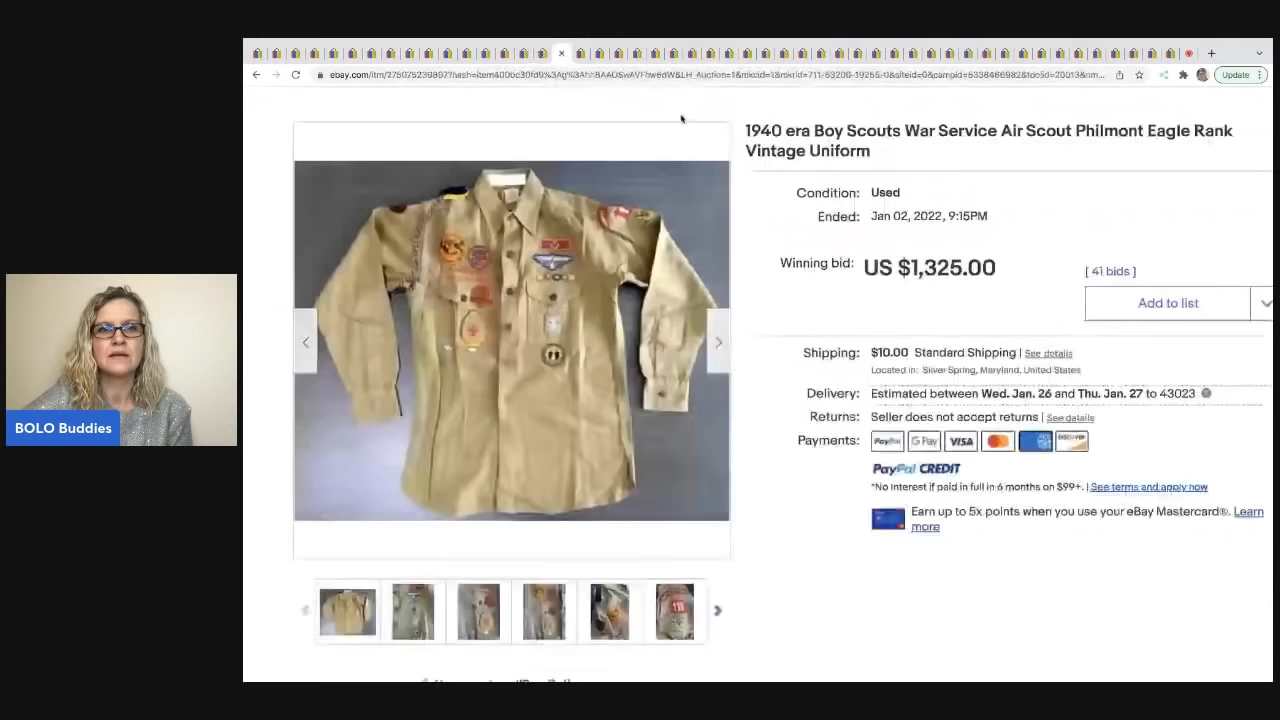 1940 era Boy Scouts War Service Air Scout Philmont Eagle Rank
Vintage Uniform
Condition: Used
Ended: Jan 02, 2022, 9:15PM
Winning bid: US $1,325.00 [ 41 bids ]
Add to list
Shipping: $10.00 Standard Shipping | See details
Located in: Silver Spring, Maryland, United States
Delivery: Estimated between Wed. Jan. 26 and Thu. Jan. 27 to 43023
Returns: Seller does not accept returns | See details
Payments: PayPal G Pay VISA DISCOVER
PayPal CREDIT
*No interest if paid in full in 6 months on $99+. | See terms and apply now
Earn up to 5x points when you use your eBay Mastercard®. Learn
more
Update
BOLO Buddies